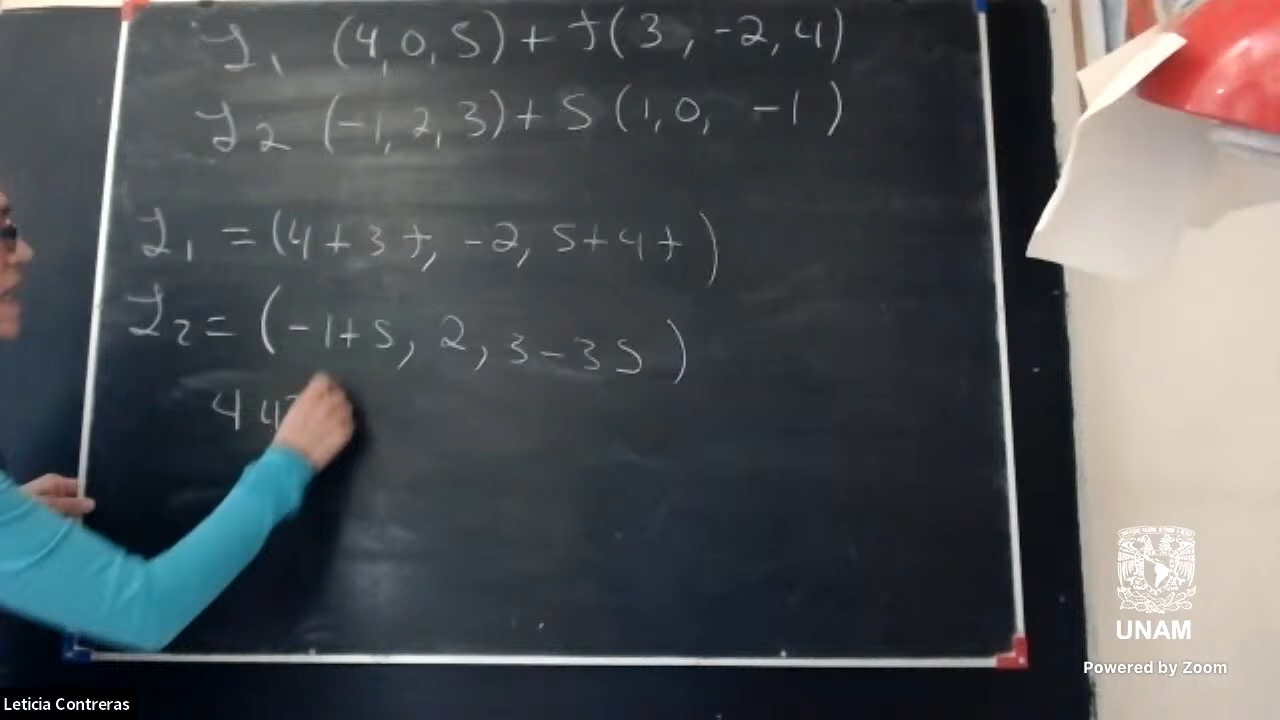 L₁ (4,0,5)+t(3,-2,4)
L₂ (-1,2,3)+s(1,0, -1)
L₁ =(4+3t, -2, 5+4t)
L₂= (-1+s, 2, 3-3s)
4
UNAM
Powered by Zoom
Leticia Contreras